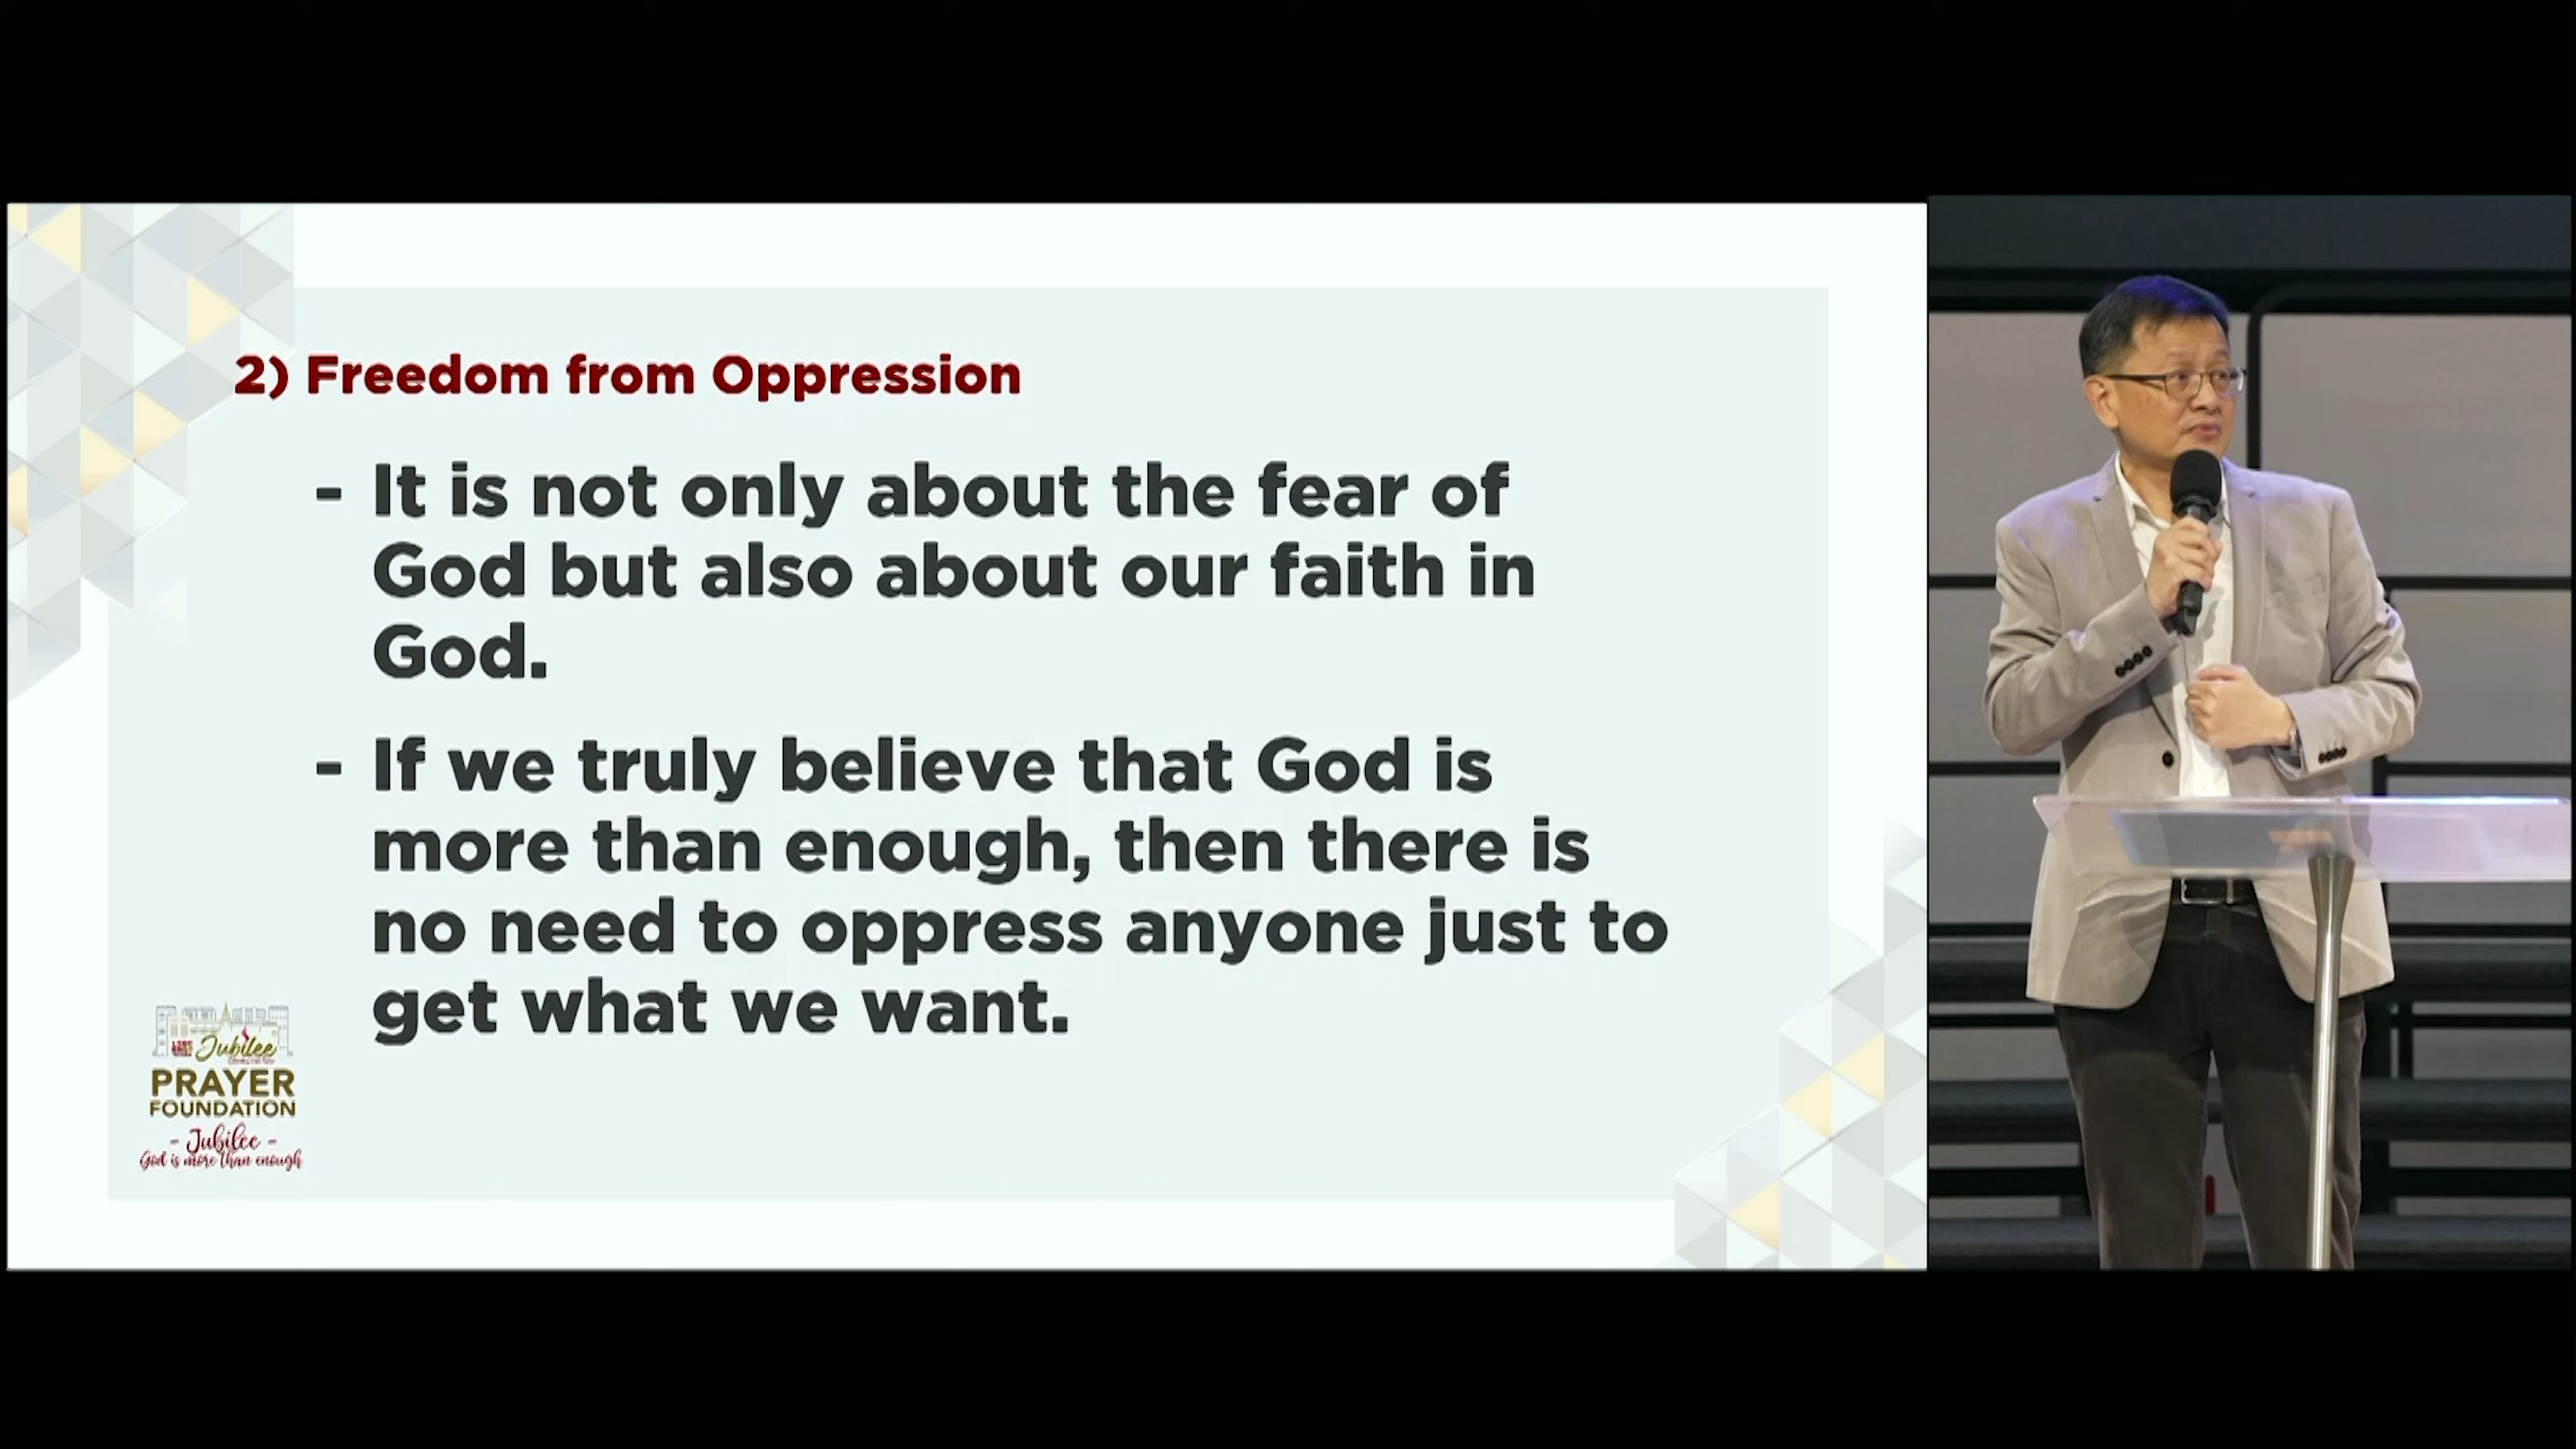 2) Freedom from Oppression
- It is not only about the fear of
God but also about our faith in
God.
- If we truly believe that God is
more than enough, then there is
no need to oppress anyone just to
get what we want.
Jubilee
PRAYER
FOUNDATION
- Jubilee -
God is more than enough